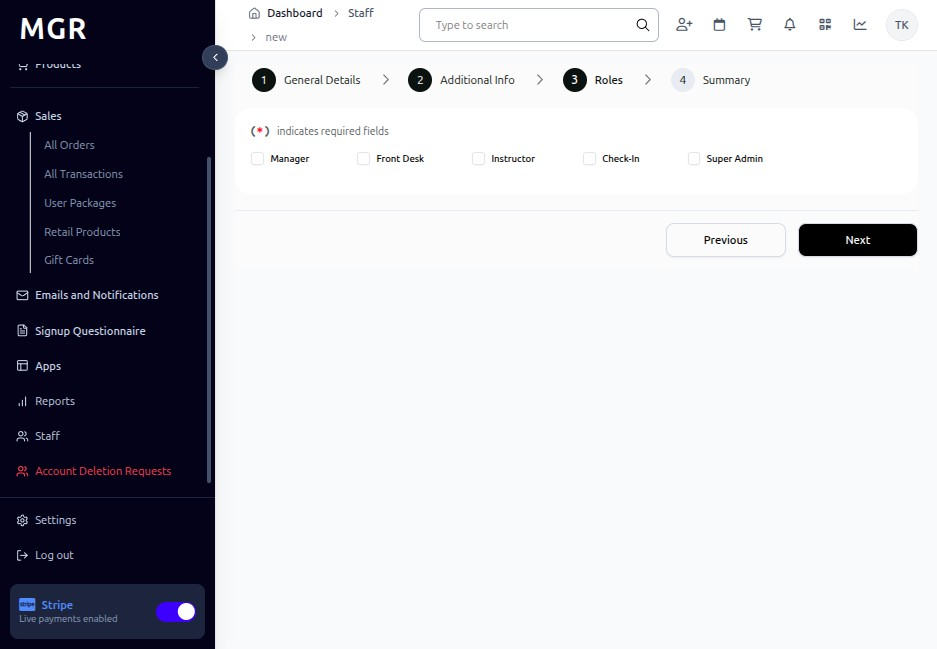 MGR
Products
Sales
All Orders
All Transactions
User Packages
Retail Products
Gift Cards
Emails and Notifications
Signup Questionnaire
Apps
Reports
Staff
Account Deletion Requests
Settings
Log out
stripe Stripe
Live payments enabled
Dashboard > Staff
> new
Type to search
TK
1 General Details > 2 Additional Info > 3 Roles > 4 Summary
(*) indicates required fields
Manager Front Desk Instructor Check-In Super Admin
Previous Next